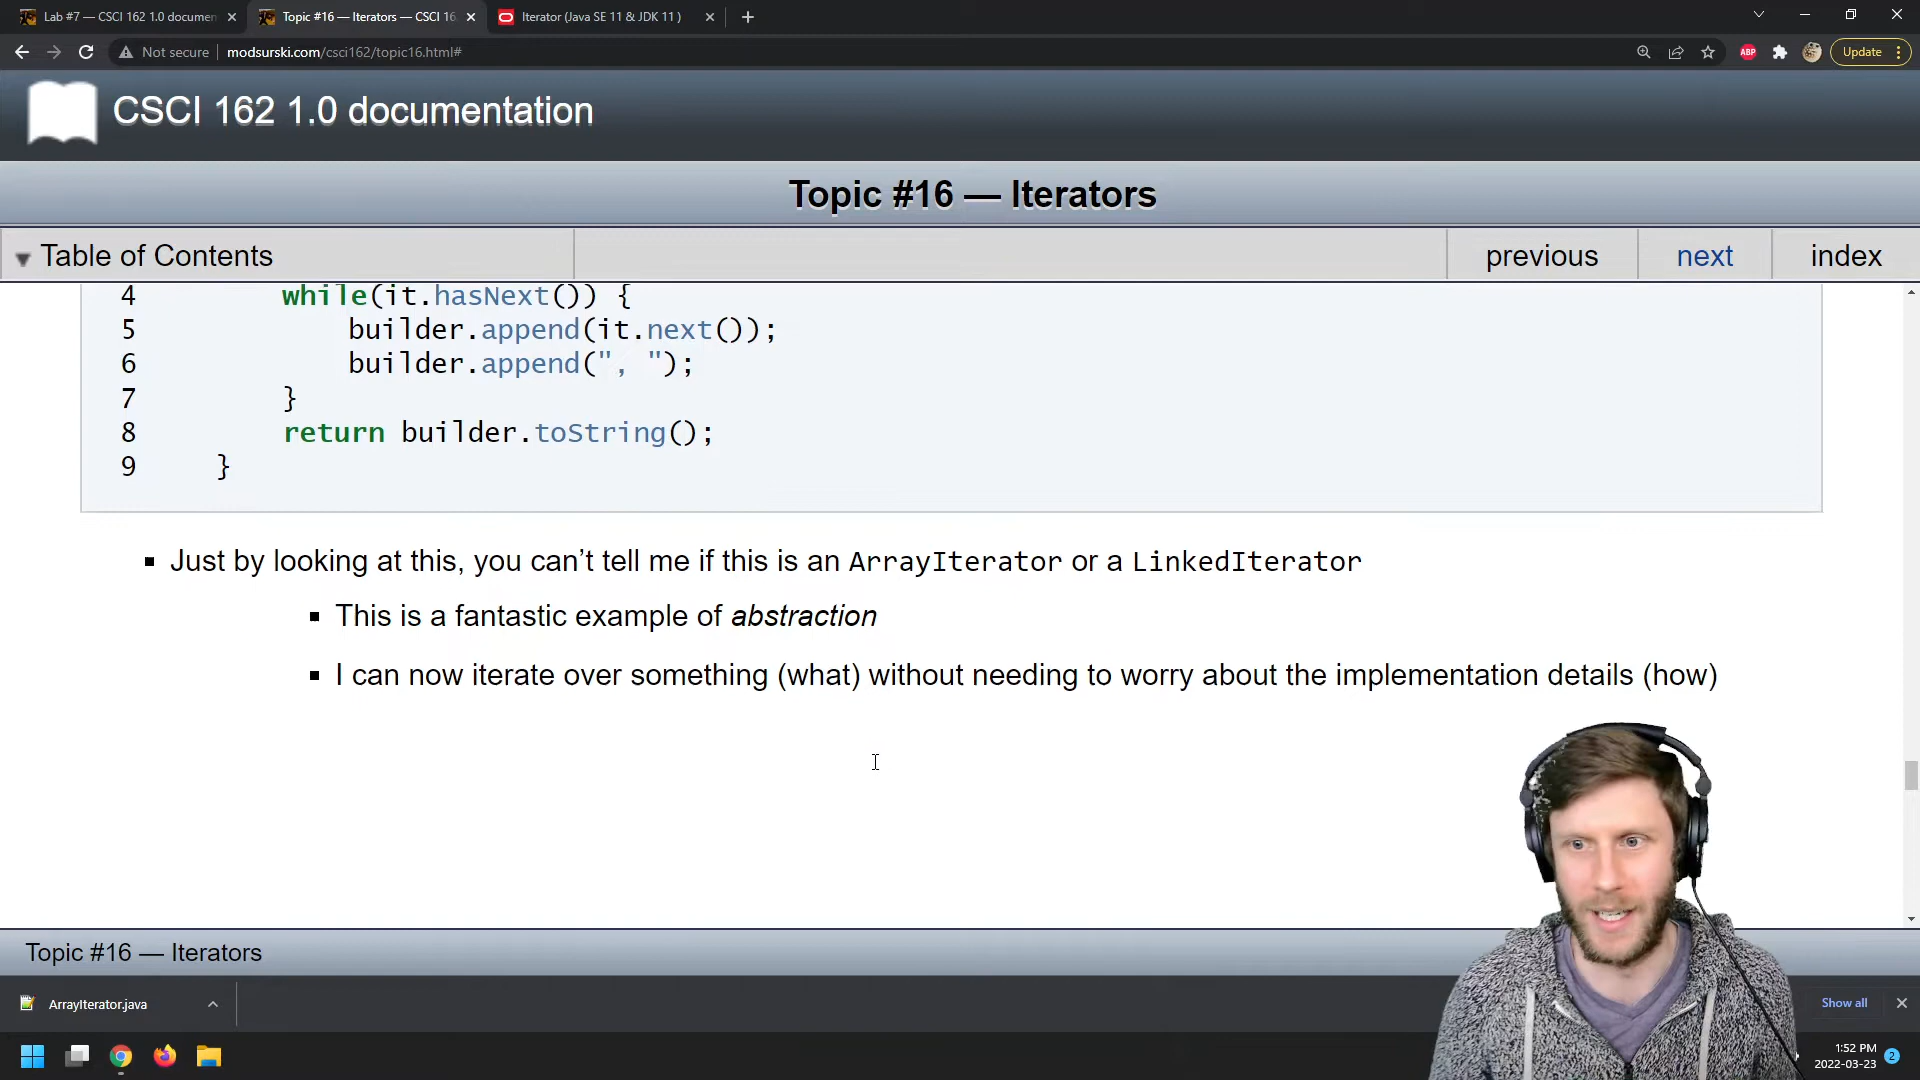 Lab #7 — CSCI 162 1.0 documen
Topic #16 — Iterators — CSCI 16
Iterator (Java SE 11 & JDK 11 )
Not secure
modsurski.com/csci162/topic16.html#
ABP
Update
CSCI 162 1.0 documentation
Topic #16 — Iterators
Table of Contents
previous
next
index
4 while(it.hasNext()) {
5 builder.append(it.next());
6 builder.append(", ");
7 }
8 return builder.toString();
9 }
Just by looking at this, you can’t tell me if this is an ArrayIterator or a LinkedIterator
This is a fantastic example of abstraction
I can now iterate over something (what) without needing to worry about the implementation details (how)
Topic #16 — Iterators
ArrayIterator.java
Show all
1:52 PM
2022-03-23
2